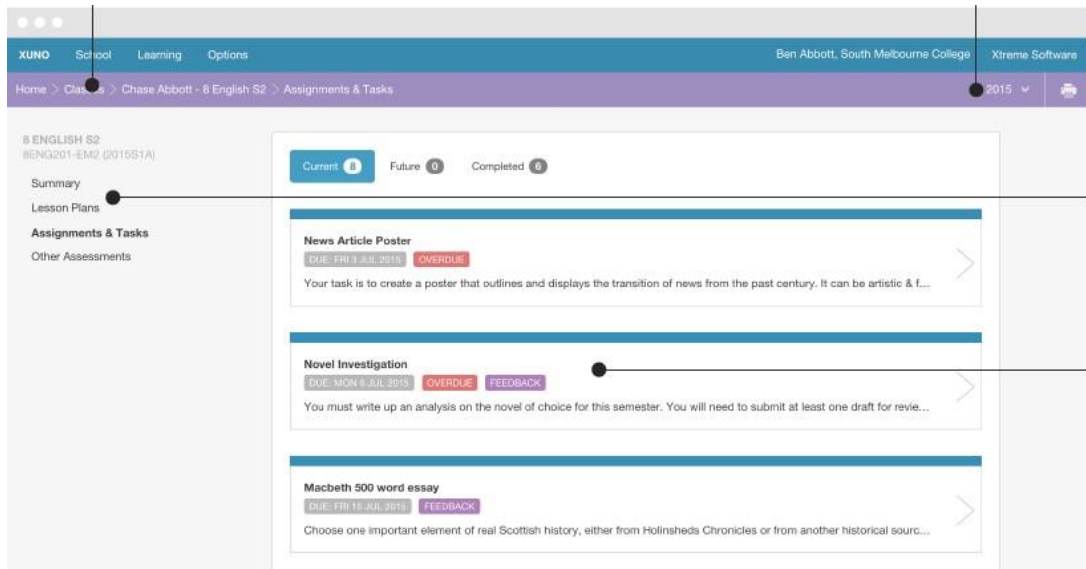 XUNO School Learning Options Ben Abbott, South Melbourne College Xtreme Software
Home > Classes > Chase Abbott - 8 English S2 > Assignments & Tasks 2015
8 ENGLISH S2
8ENG201-EM2 (2015S1A)
Summary
Lesson Plans
Assignments & Tasks
Other Assessments
Current 8 Future 0 Completed 6
News Article Poster
DUE: FRI 3 JUL 2015 OVERDUE
Your task is to create a poster that outlines and displays the transition of news from the past century. It can be artistic & f...
Novel Investigation
DUE: MON 6 JUL 2015 OVERDUE FEEDBACK
You must write up an analysis on the novel of choice for this semester. You will need to submit at least one draft for revie...
Macbeth 500 word essay
DUE: FRI 10 JUL 2015 FEEDBACK
Choose one important element of real Scottish history, either from Holinsheds Chronicles or from another historical sourc...